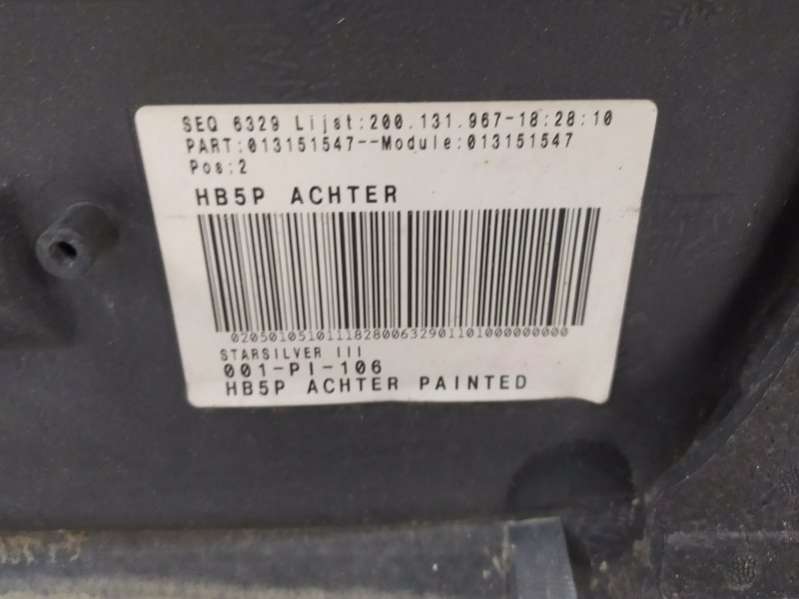 SEQ 6329 Lijst:200.131.967-18:28:10
PART:013151547--Module:013151547
Pos:2
HB5P ACHTER
0205010510111828006329011010000000000
STARSILVER III
001-PI-106
HB5P ACHTER PAINTED